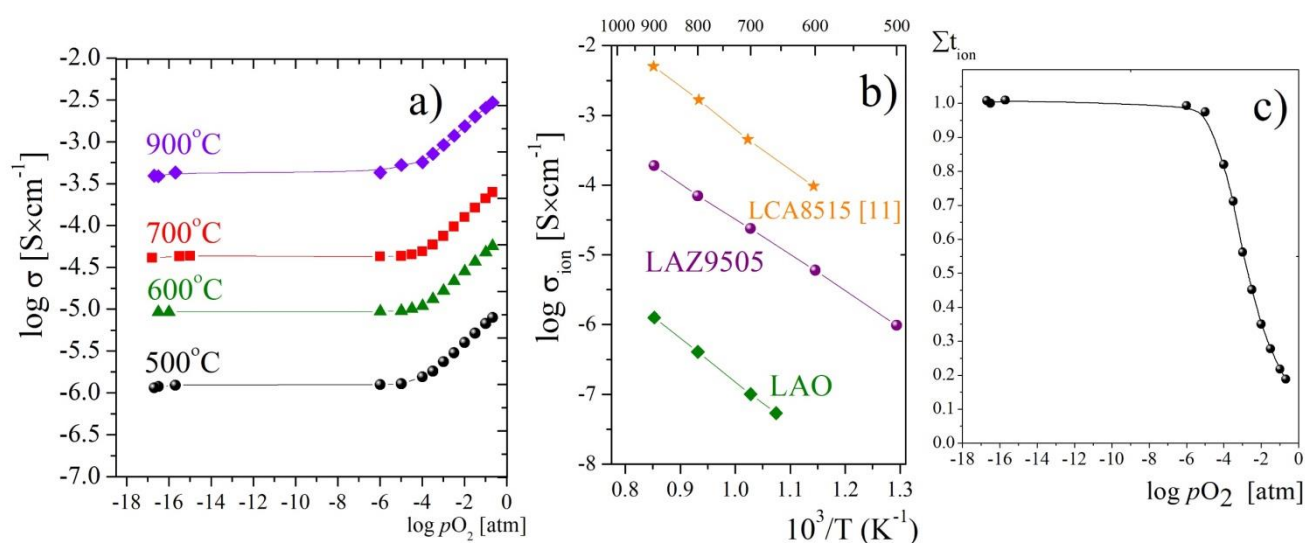 a)
log σ [S×cm⁻¹]
-2.0
-2.5
-3.0
-3.5
-4.0
-4.5
-5.0
-5.5
-6.0
-6.5
-7.0
900°C
700°C
600°C
500°C
-18 -16 -14 -12 -10 -8 -6 -4 -2 0
log pO₂ [atm]
1000 900 800 700 600 500
b)
log σion [S×cm⁻¹]
-2
-3
-4
-5
-6
-7
-8
LCA8515 [11]
LAZ9505
LAO
0.8 0.9 1.0 1.1 1.2 1.3
10³/T (K⁻¹)
Σtion
c)
1.0
0.9
0.8
0.7
0.6
0.5
0.4
0.3
0.2
0.1
0.0
-18 -16 -14 -12 -10 -8 -6 -4 -2 0
log pO₂ [atm]